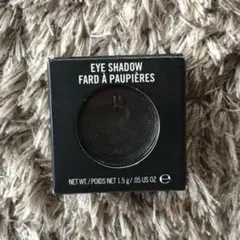 EYE SHADOW
FARD À PAUPIÈRES
NET WT. / POIDS NET 1.5 g / .05 US OZ e